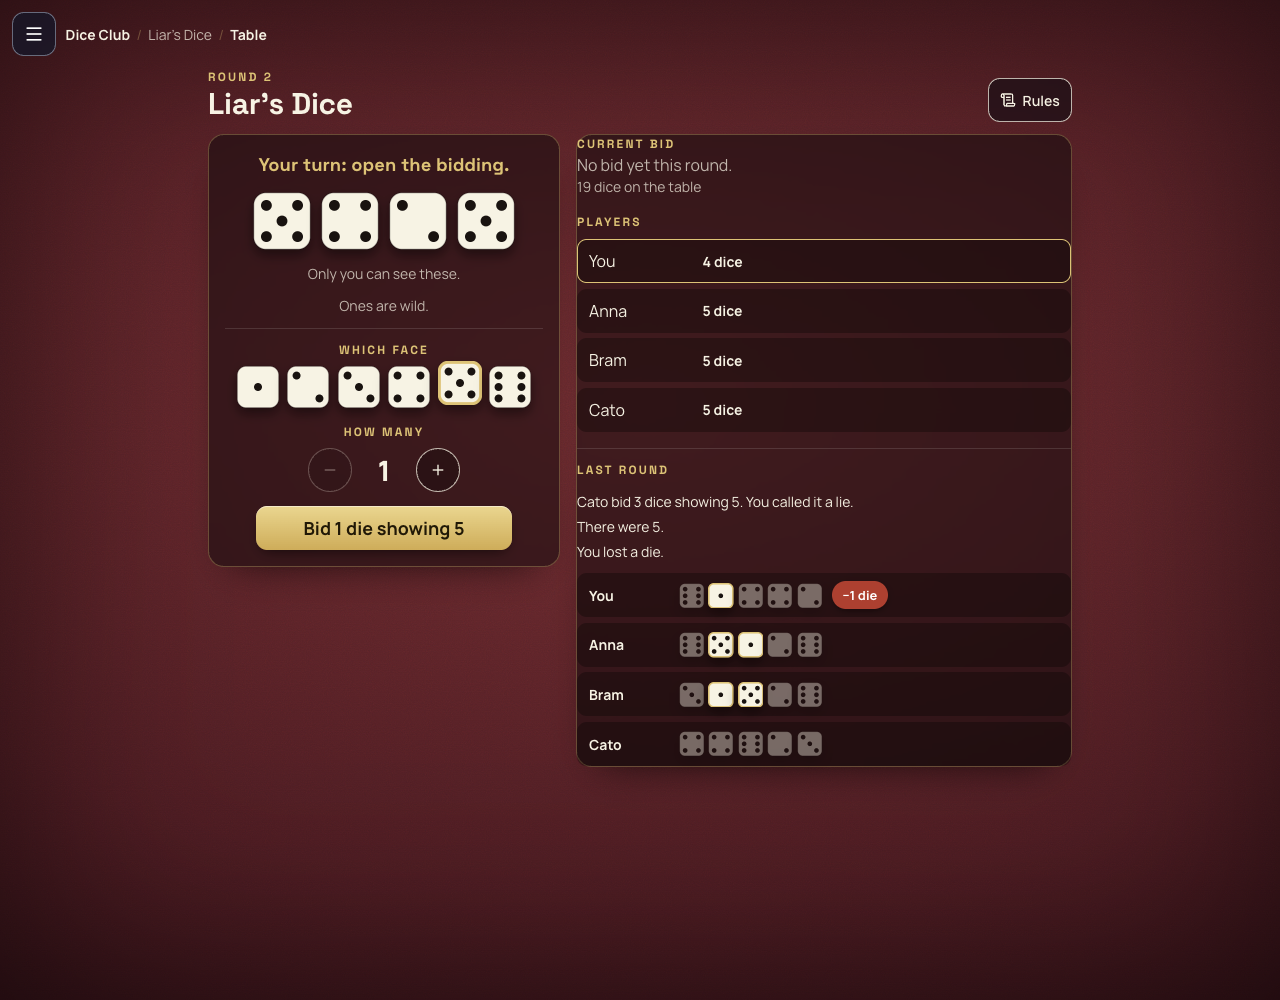 Dice Club / Liar's Dice / Table
ROUND 2
Liar's Dice
Rules
Your turn: open the bidding.
Only you can see these.
Ones are wild.
WHICH FACE
HOW MANY
− 1 +
Bid 1 die showing 5
CURRENT BID
No bid yet this round.
19 dice on the table
PLAYERS
You 4 dice
Anna 5 dice
Bram 5 dice
Cato 5 dice
LAST ROUND
Cato bid 3 dice showing 5. You called it a lie.
There were 5.
You lost a die.
You −1 die
Anna
Bram
Cato